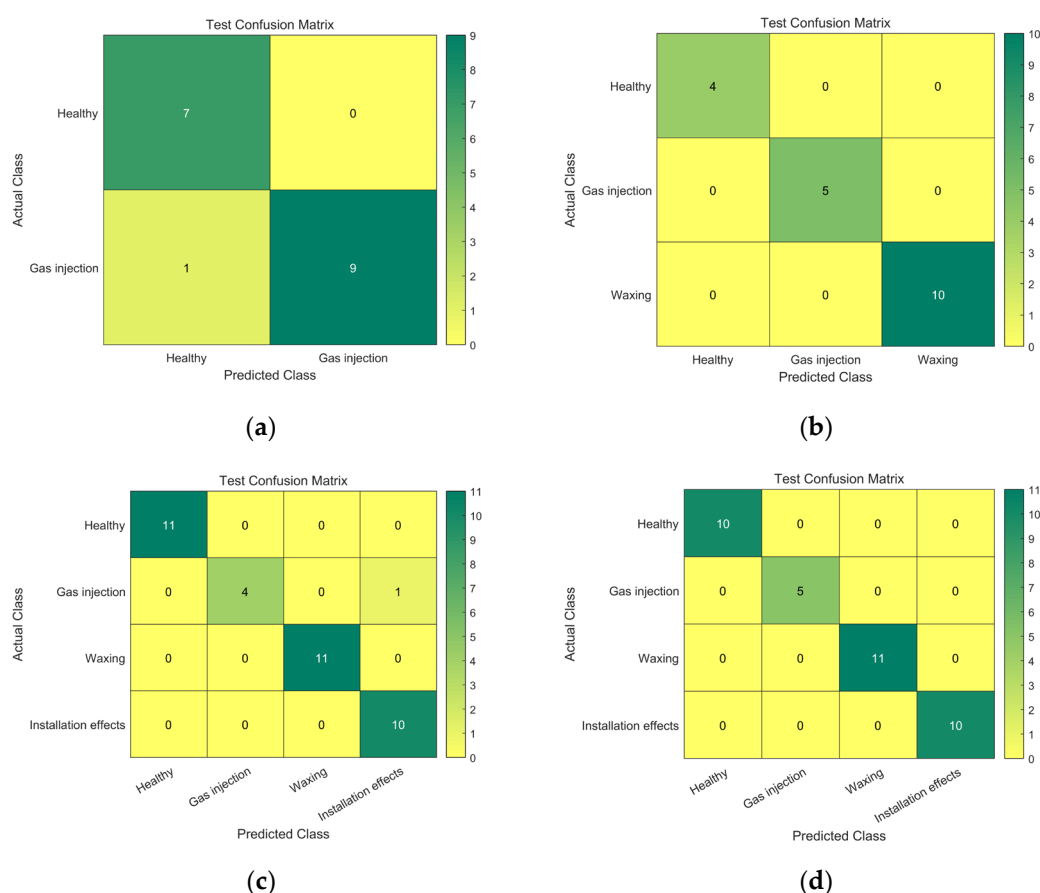 Test Confusion Matrix
Actual Class
Healthy
Gas injection
7
0
1
9
Healthy
Gas injection
Predicted Class
9
8
7
6
5
4
3
2
1
0
(a)
Test Confusion Matrix
Actual Class
Healthy
Gas injection
Waxing
4
0
0
0
5
0
0
0
10
Healthy
Gas injection
Waxing
Predicted Class
10
9
8
7
6
5
4
3
2
1
0
(b)
Test Confusion Matrix
Actual Class
Healthy
Gas injection
Waxing
Installation effects
11
0
0
0
0
4
0
1
0
0
11
0
0
0
0
10
Healthy
Gas injection
Waxing
Installation effects
Predicted Class
11
10
9
8
7
6
5
4
3
2
1
0
(c)
Test Confusion Matrix
Actual Class
Healthy
Gas injection
Waxing
Installation effects
10
0
0
0
0
5
0
0
0
0
11
0
0
0
0
10
Healthy
Gas injection
Waxing
Installation effects
Predicted Class
11
10
9
8
7
6
5
4
3
2
1
0
(d)